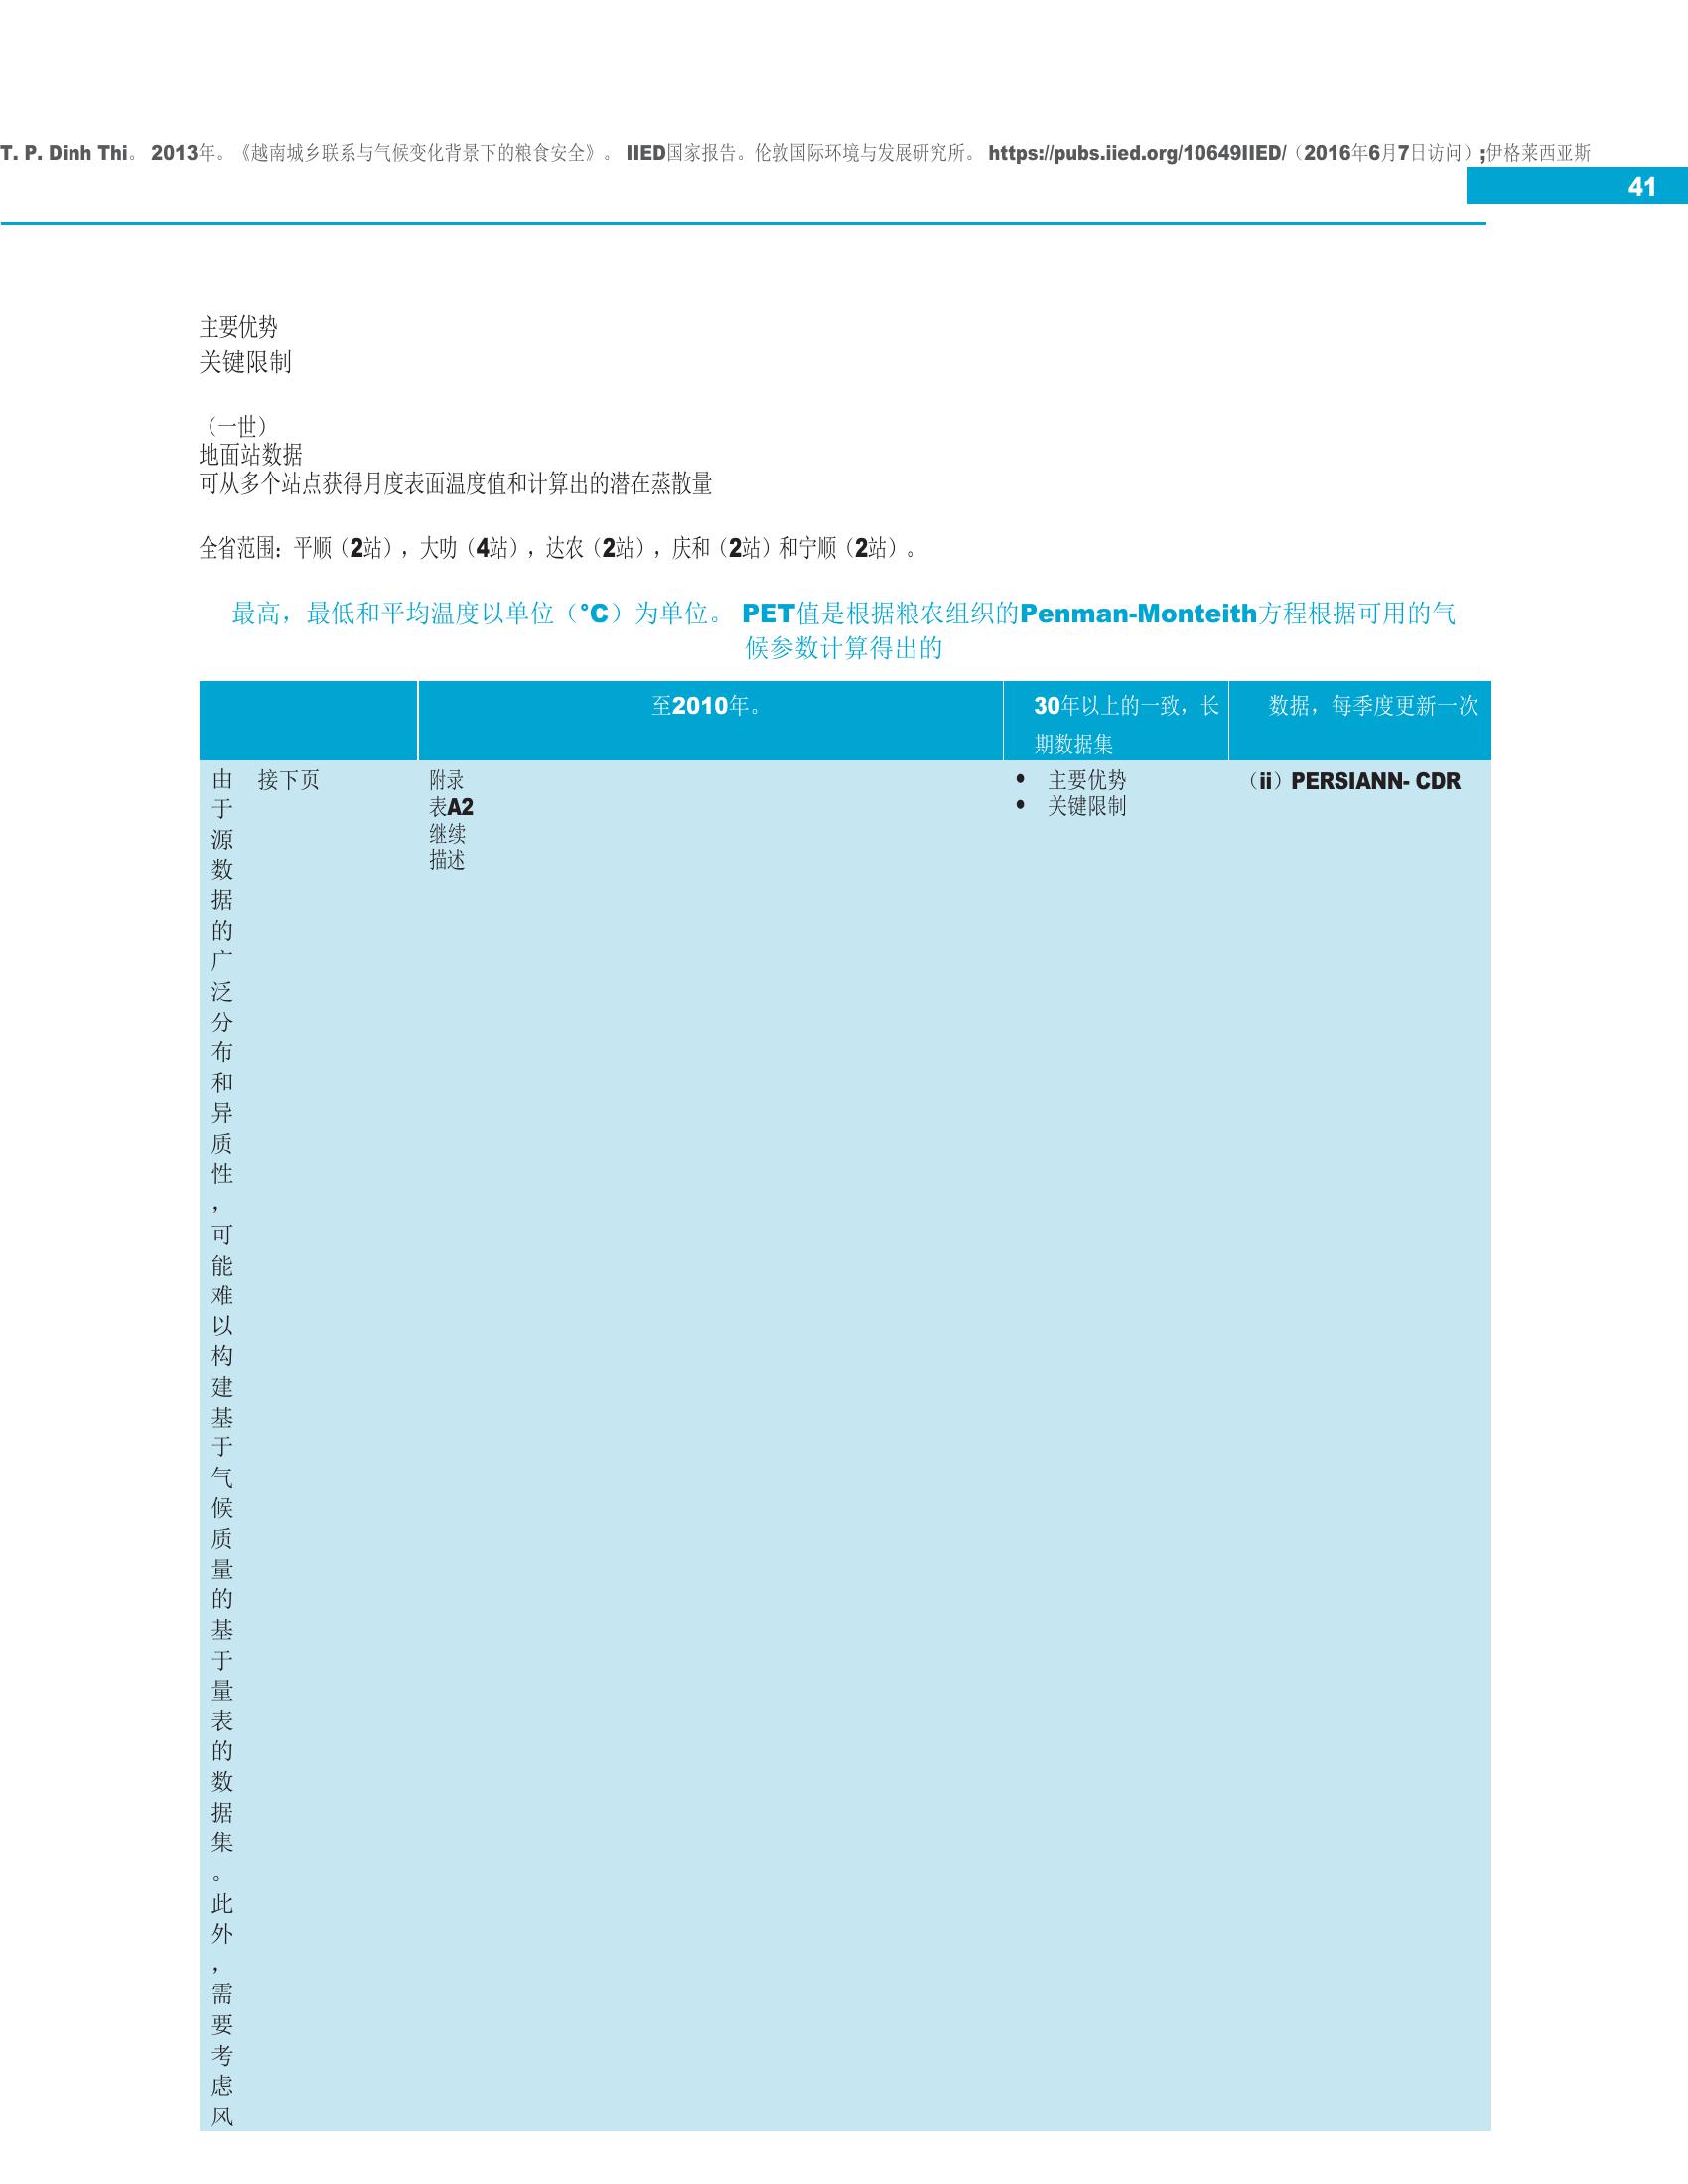 T. P. Dinh Thi。 2013年。《越南城乡联系与气候变化背景下的粮食安全》。 IIED国家报告。伦敦国际环境与发展研究所。 https://pubs.iied.org/10649IIED/（2016年6月7日访问）;伊格莱西亚斯
41
主要优势
关键限制
（一世）
地面站数据
可从多个站点获得月度表面温度值和计算出的潜在蒸散量
全省范围：平顺（2站），大叻（4站），达农（2站），庆和（2站）和宁顺（2站）。
最高，最低和平均温度以单位（°C）为单位。 PET值是根据粮农组织的Penman-Monteith方程根据可用的气
候参数计算得出的
至2010年。
30年以上的一致，长
期数据集
数据，每季度更新一次
由
于
源
数
据
的
广
泛
分
布
和
异
质
性
，
可
能
难
以
构
建
基
于
气
候
质
量
的
基
于
量
表
的
数
据
集
。
此
外
，
需
要
考
虑
风
接下页
附录
表A2
继续
描述
• 主要优势
• 关键限制
（ii）PERSIANN- CDR